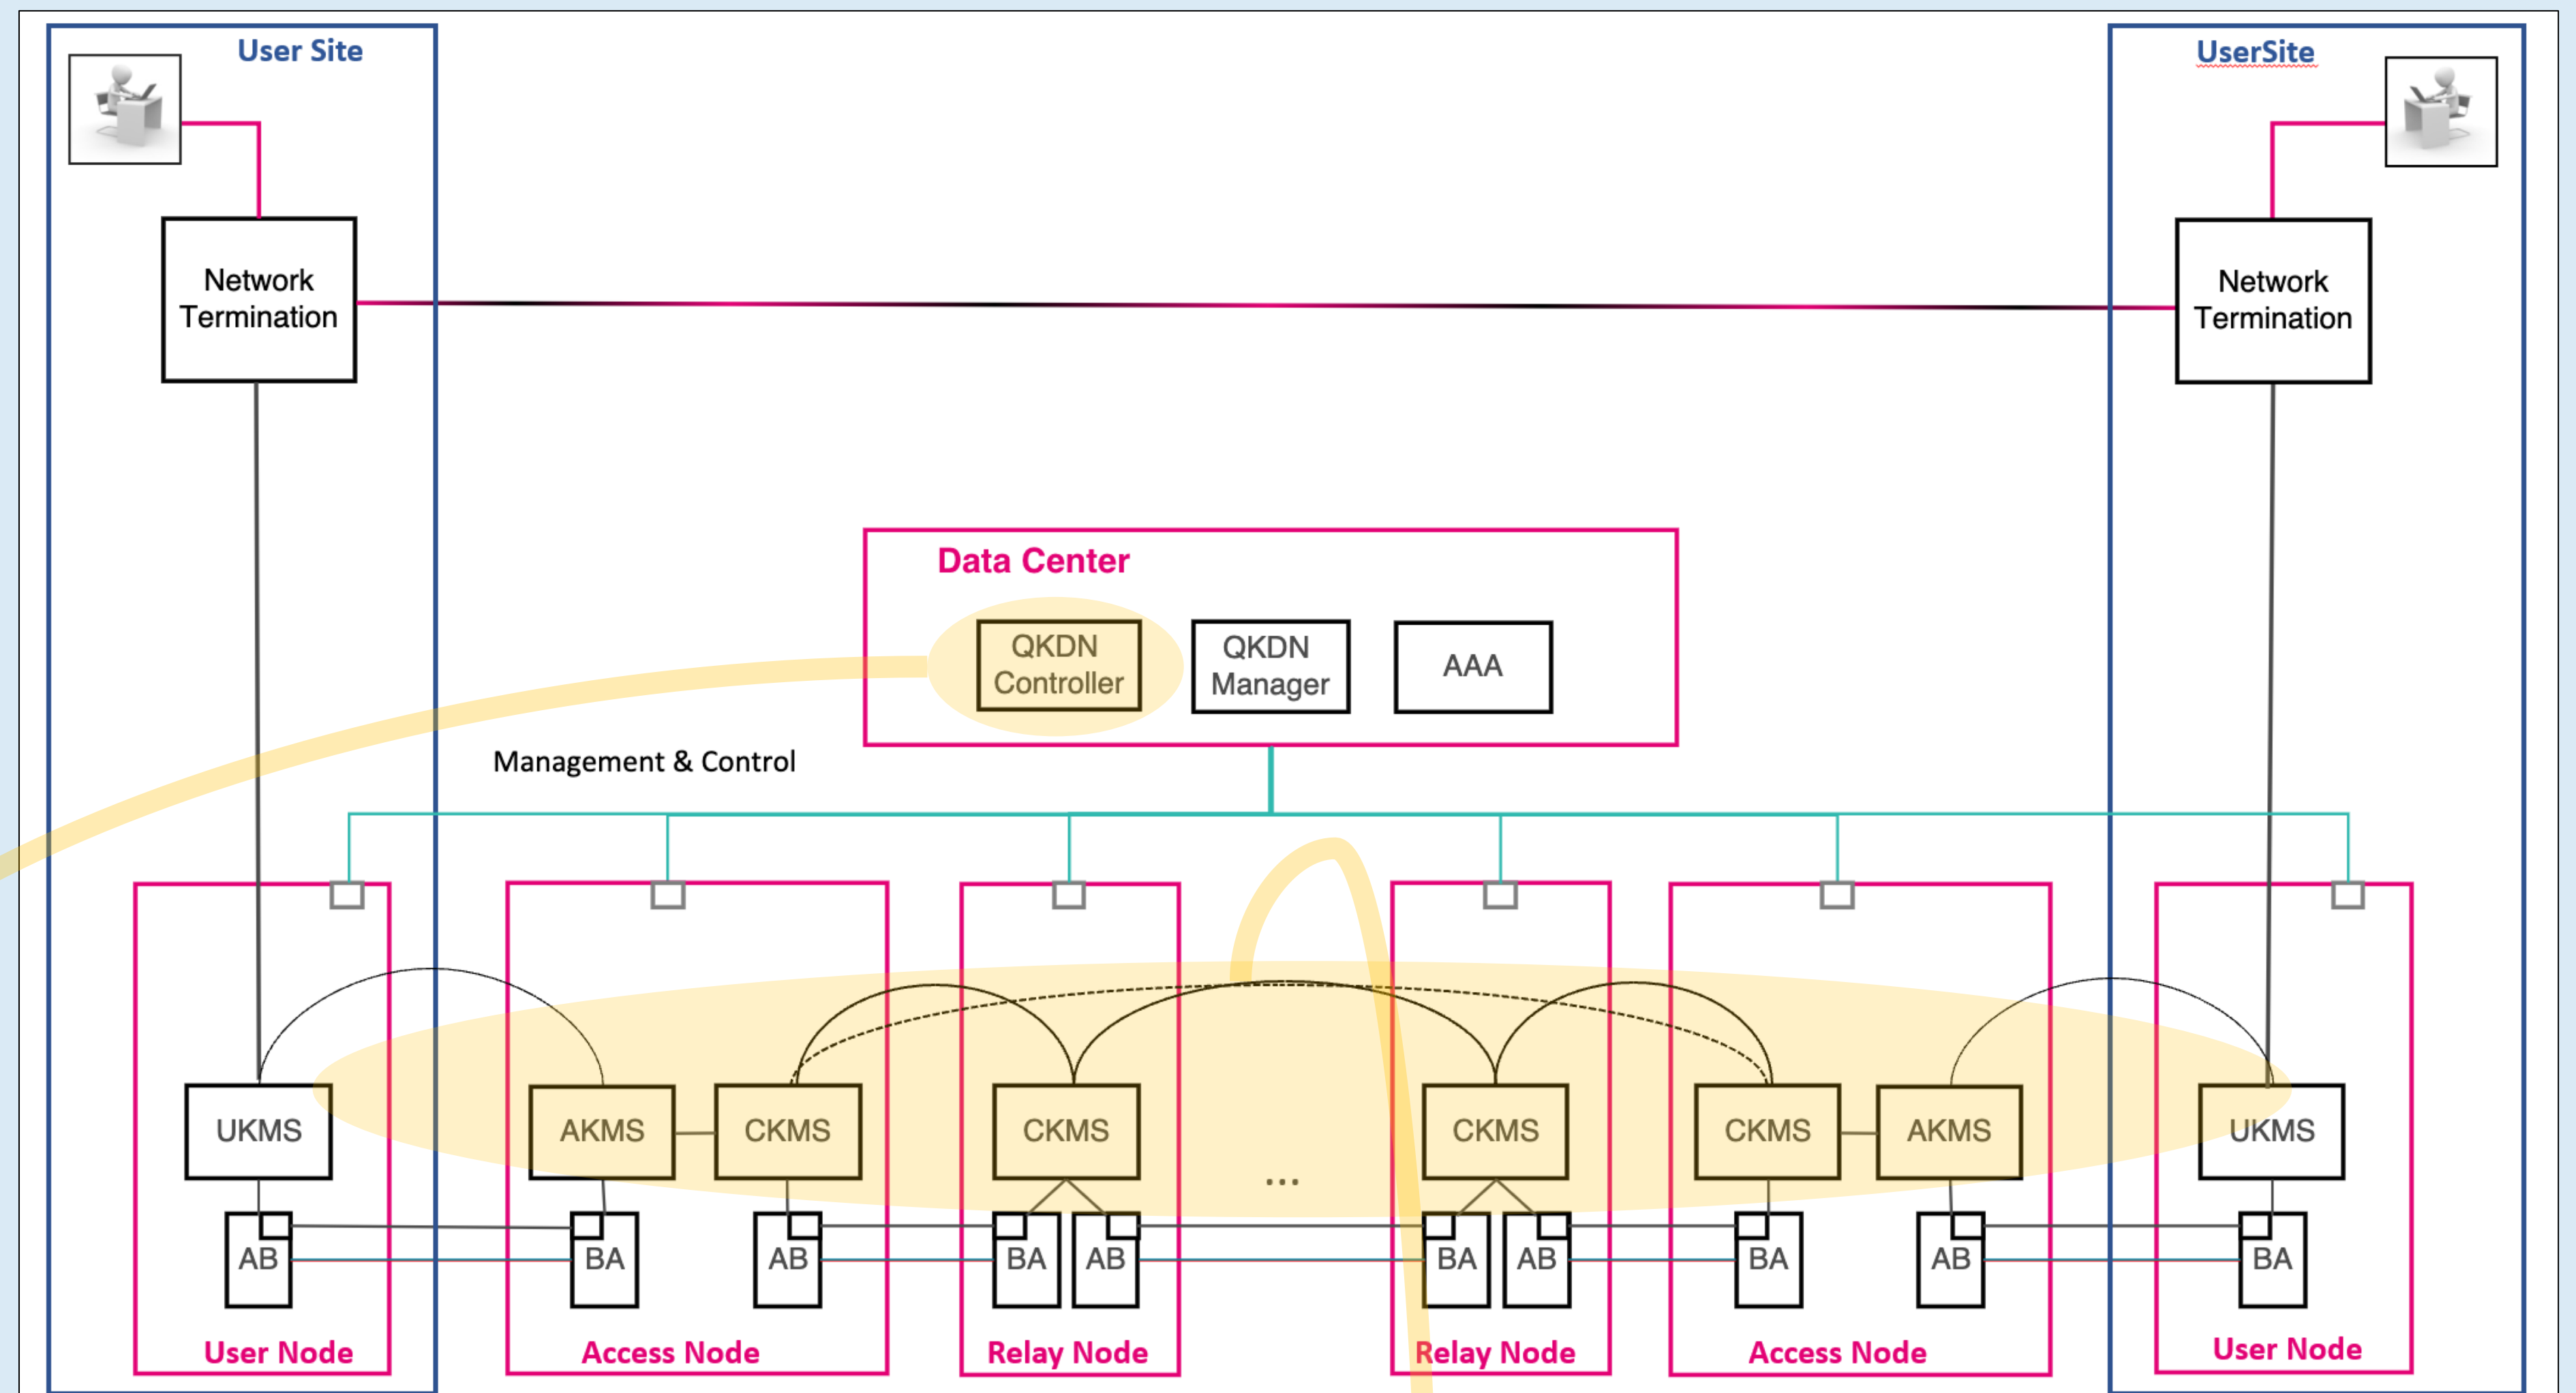 User Site
UserSite
Network
Termination
Network
Termination
Data Center
QKDN
Controller
QKDN
Manager
AAA
Management & Control
UKMS
AKMS
CKMS
CKMS
...
CKMS
CKMS
AKMS
UKMS
AB
BA
AB
BA
AB
BA
AB
BA
AB
BA
User Node
Access Node
Relay Node
Relay Node
Access Node
User Node